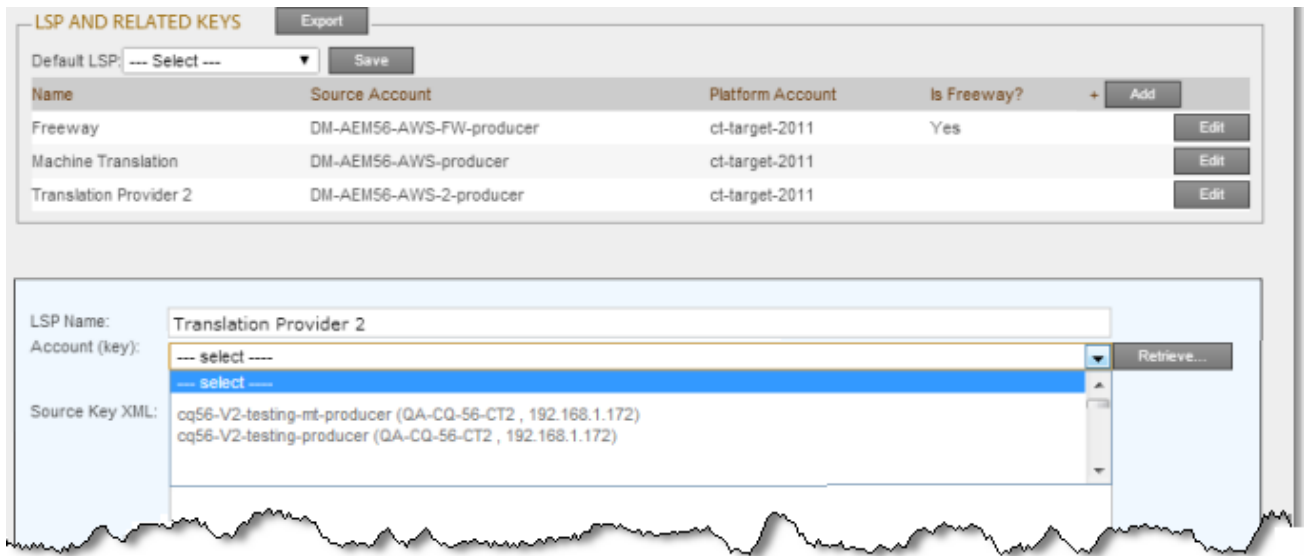 LSP AND RELATED KEYS Export
Default LSP: --- Select --- Save
Name Source Account Platform Account Is Freeway? + Add
Freeway DM-AEM56-AWS-FW-producer ct-target-2011 Yes Edit
Machine Translation DM-AEM56-AWS-producer ct-target-2011 Edit
Translation Provider 2 DM-AEM56-AWS-2-producer ct-target-2011 Edit
LSP Name: Translation Provider 2
Account (key): --- select ---- Retrieve...
--- select ----
Source Key XML: cq56-V2-testing-mt-producer (QA-CQ-56-CT2 , 192.168.1.172)
cq56-V2-testing-producer (QA-CQ-56-CT2 , 192.168.1.172)